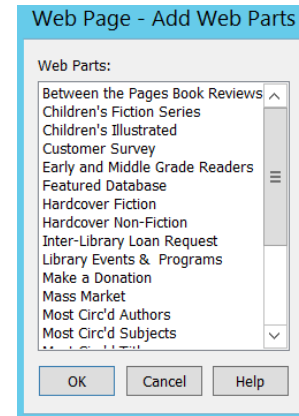 Web Page - Add Web Parts
Web Parts:
Between the Pages Book Reviews
Children's Fiction Series
Children's Illustrated
Customer Survey
Early and Middle Grade Readers
Featured Database
Hardcover Fiction
Hardcover Non-Fiction
Inter-Library Loan Request
Library Events & Programs
Make a Donation
Mass Market
Most Circ'd Authors
Most Circ'd Subjects
OK Cancel Help